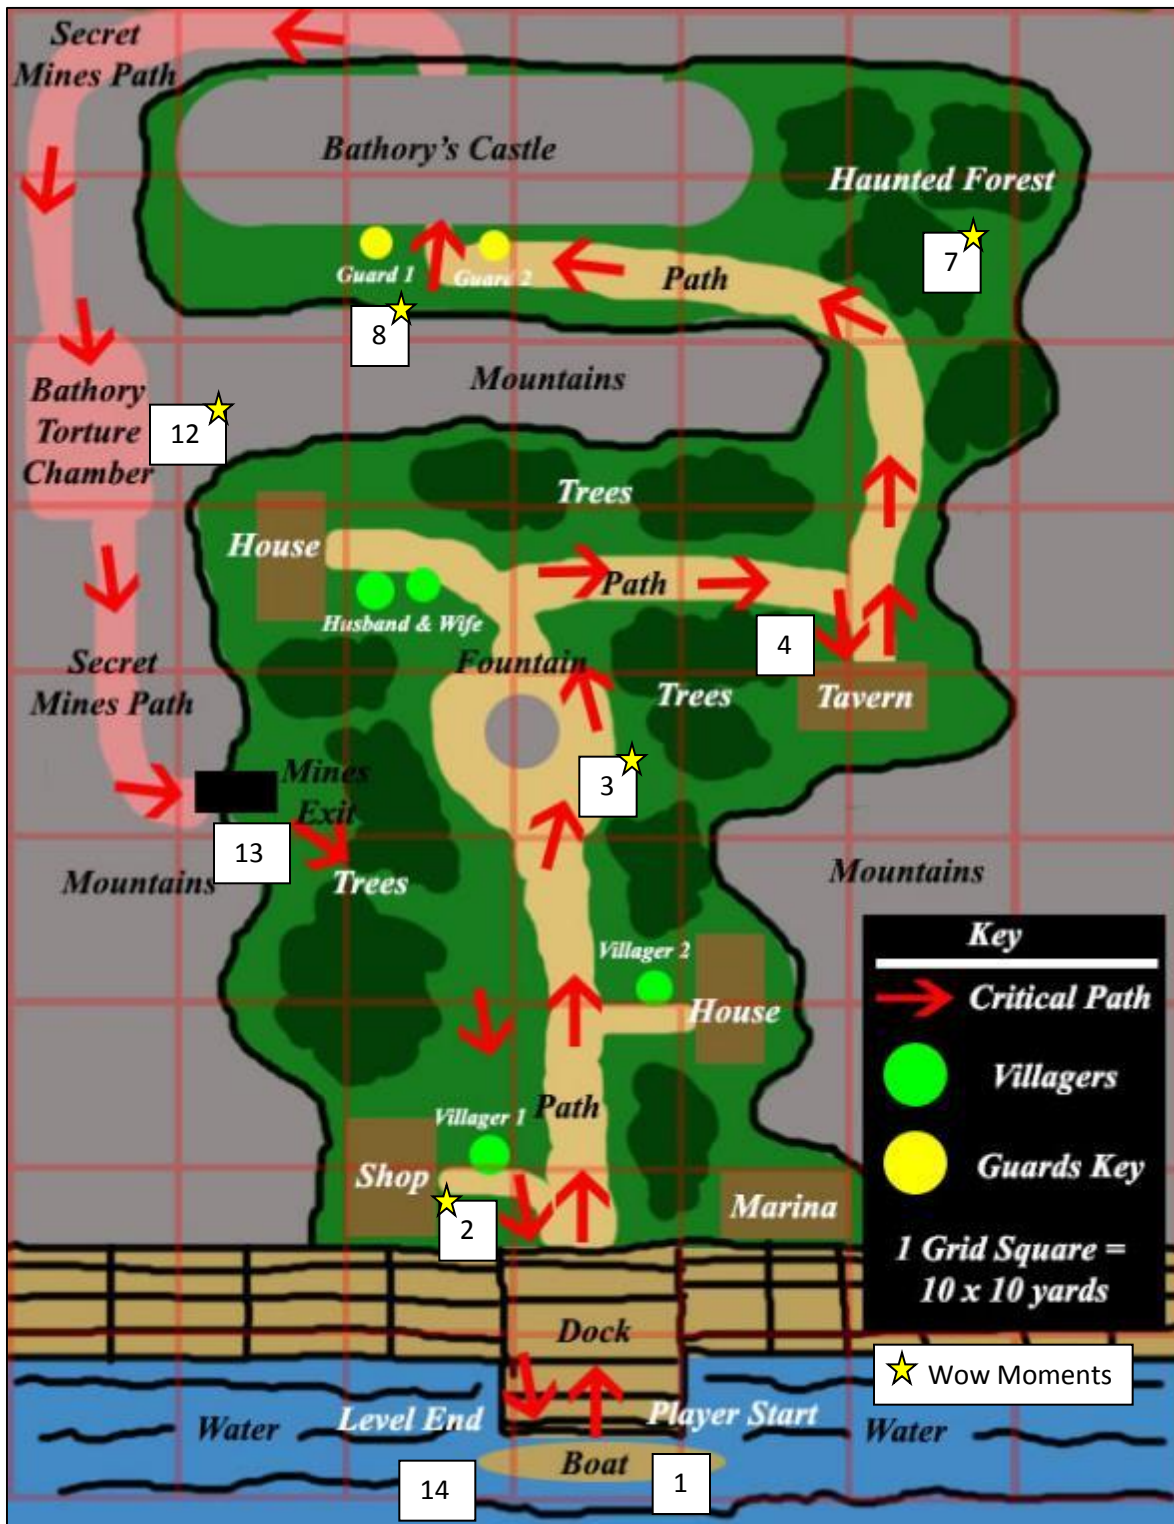 Secret
Mines Path
Bathory's Castle
Haunted Forest
7
Guard 1
Guard 2
Path
8
Mountains
Bathory
Torture
Chamber
12
Trees
House
Path
Husband & Wife
4
Fountain
Secret
Mines Path
Trees
Tavern
3
Mines
Exit
13
Mountains
Trees
Mountains
Villager 2
House
Key
Critical Path
Villagers
Guards Key
1 Grid Square =
10 x 10 yards
Path
Villager 1
Shop
2
Marina
Dock
Wow Moments
Level End
Player Start
Water
Water
Boat
14
1